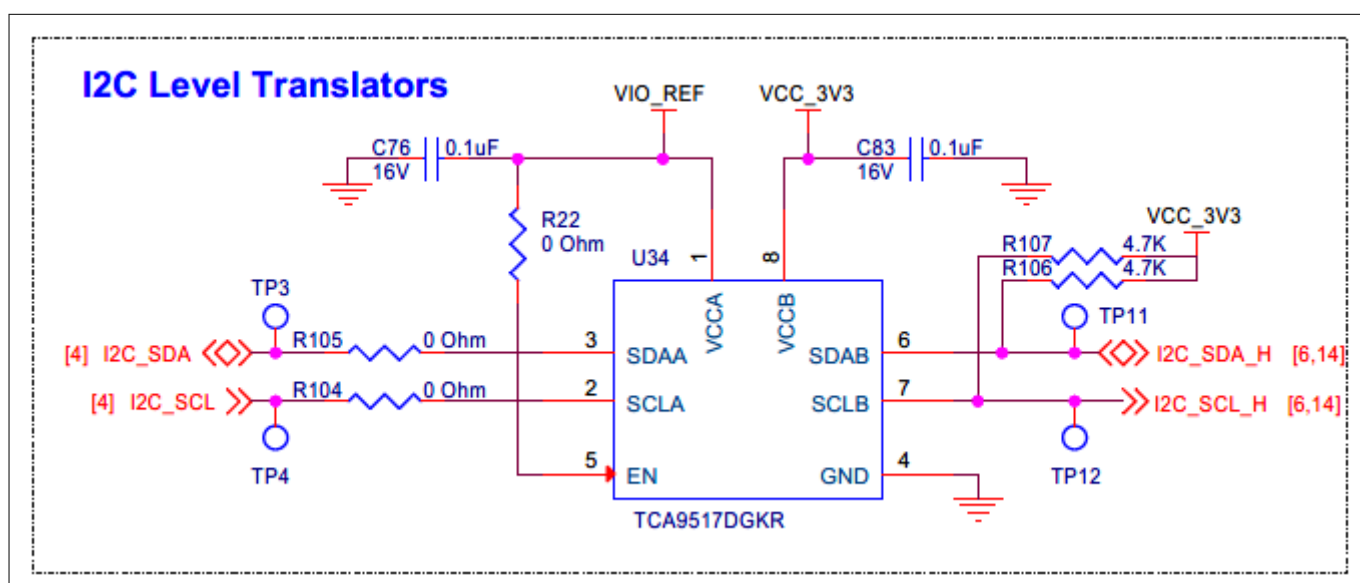 I2C Level Translators
VIO_REF
VCC_3V3
C76
0.1uF
16V
C83
0.1uF
16V
R22
0 Ohm
VCC_3V3
R107
4.7K
R106
4.7K
U34
1
8
VCCA
VCCB
TP3
TP11
[4] I2C_SDA
R105
0 Ohm
3
SDAA
SDAB
6
I2C_SDA_H [6,14]
[4] I2C_SCL
R104
0 Ohm
2
SCLA
SCLB
7
I2C_SCL_H [6,14]
TP4
5
EN
GND
4
TP12
TCA9517DGKR